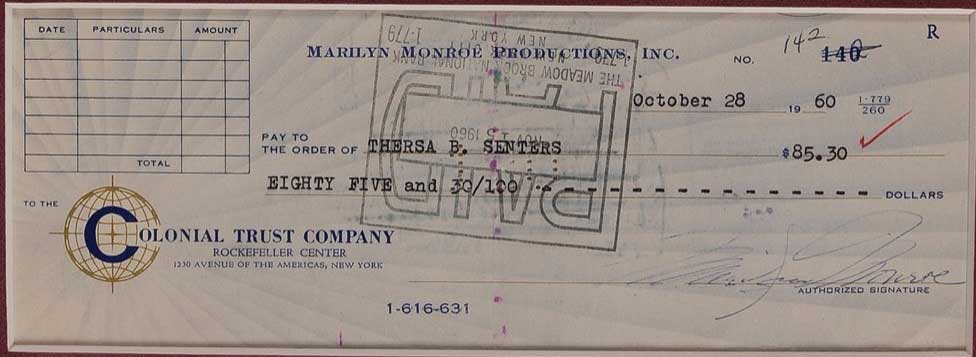 DATE PARTICULARS AMOUNT
TOTAL
R
MARILYN MONROE PRODUCTIONS, INC.
NO. 140
142
October 28 19 60
1-779
260
PAY TO
THE ORDER OF THERSA B. SENTERS $85.30
EIGHTY FIVE and 30/100 - - - - - - - - - - - - - - - - DOLLARS
TO THE
COLONIAL TRUST COMPANY
ROCKEFELLER CENTER
1230 AVENUE OF THE AMERICAS, NEW YORK
Marilyn Monroe
AUTHORIZED SIGNATURE
1-616-631
PAID
NOV 15 1960
THE MEADOW BROOK NATIONAL BANK
NEW YORK
1-779